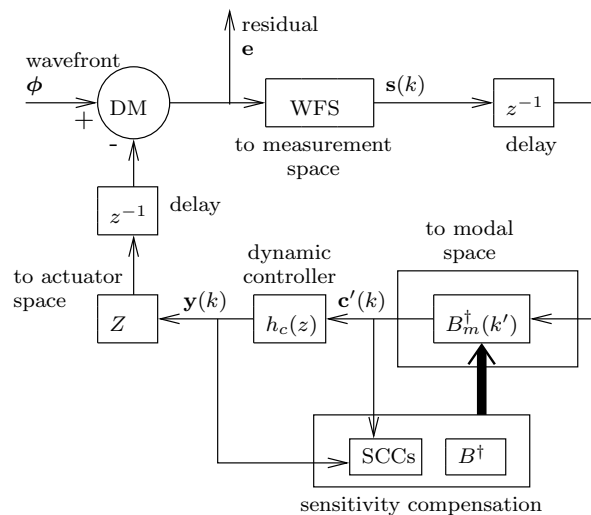 residual
e
wavefront
ϕ
+
-
DM
WFS
s(k)
z⁻¹
to measurement
space
delay
z⁻¹
delay
to modal
space
dynamic
controller
to actuator
space
y(k)
c′(k)
Z
h_c(z)
B†_m(k′)
SCCs
B†
sensitivity compensation